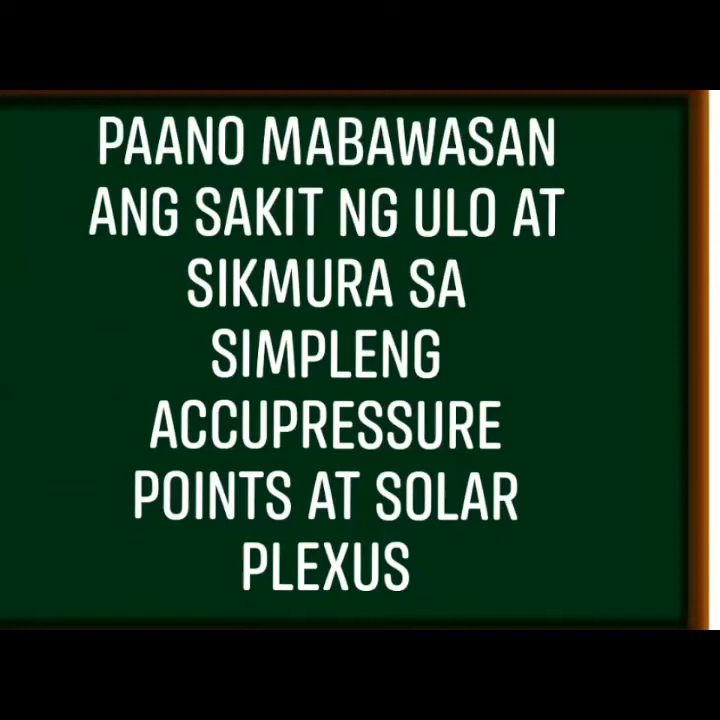 PAANO MABAWASAN
ANG SAKIT NG ULO AT
SIKMURA SA
SIMPLENG
ACCUPRESSURE
POINTS AT SOLAR
PLEXUS